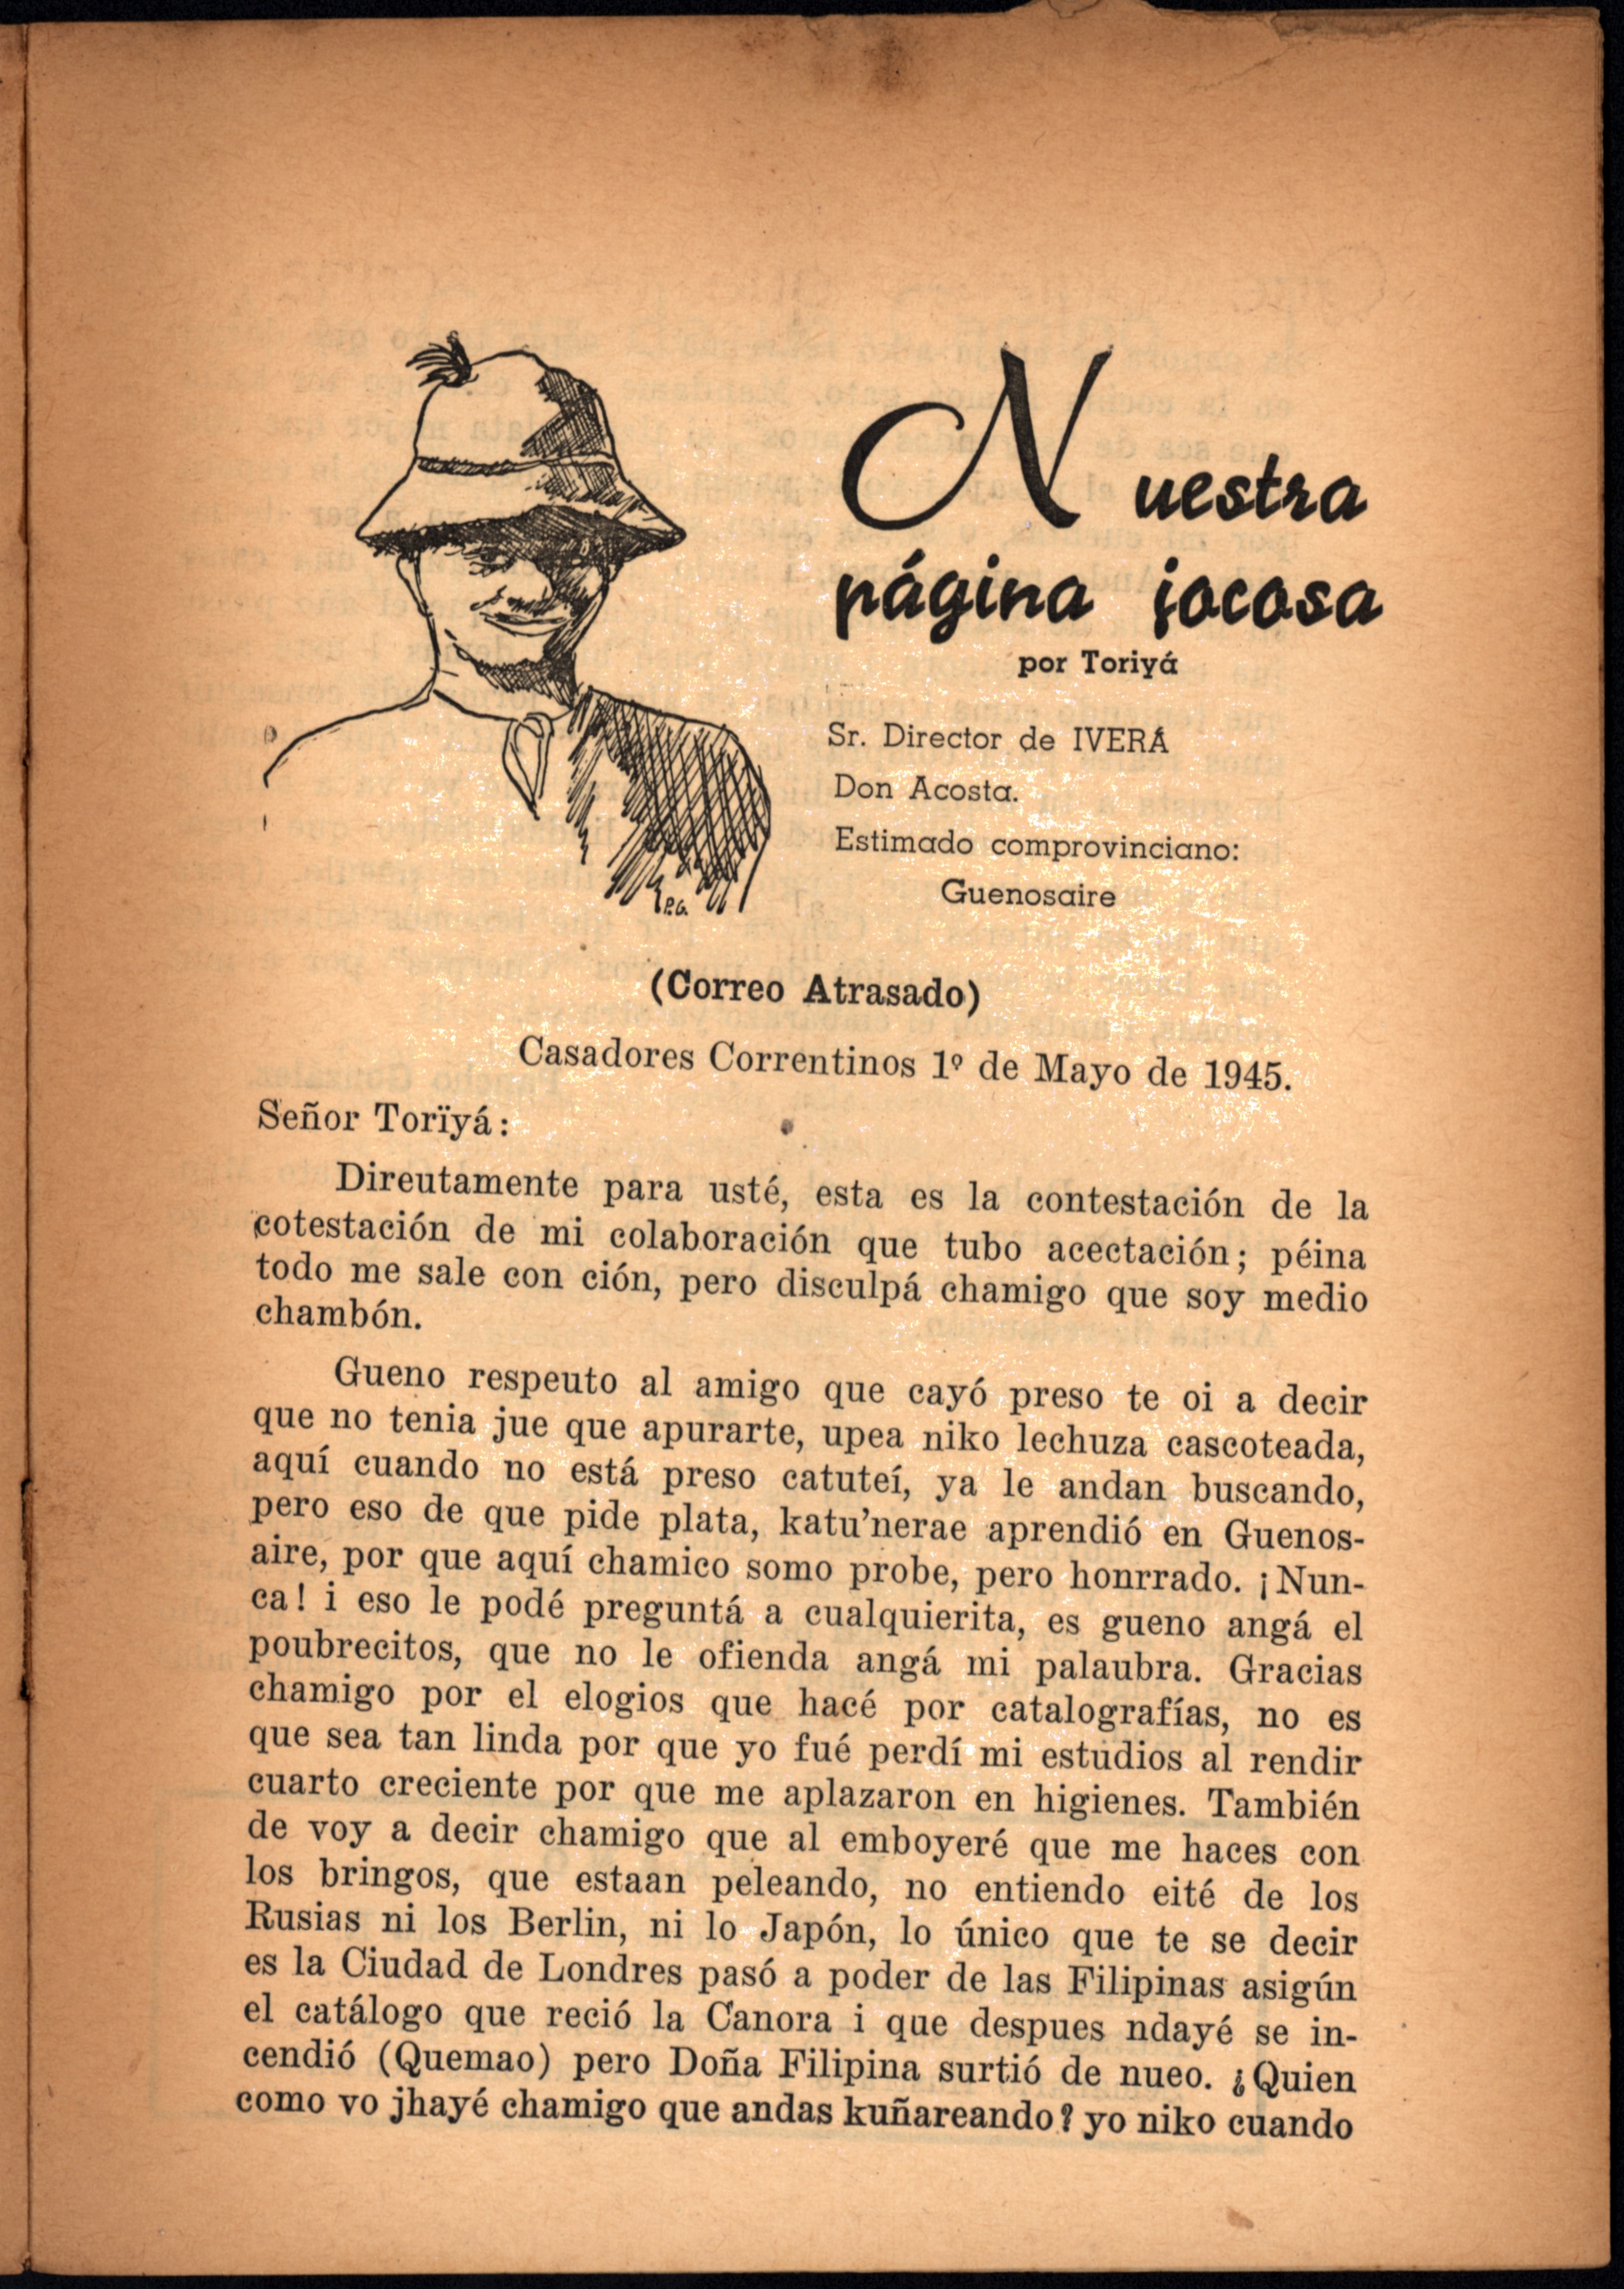 Nuestra
página jocosa
por Toriyá
Sr. Director de IVERÁ
Don Acosta.
Estimado comprovinciano:
Guenosaire
P.G.
(Correo Atrasado)
Casadores Correntinos 1º de Mayo de 1945.
Señor Torïyá:
Direutamente para usté, esta es la contestación de la
cotestación de mi colaboración que tubo acectación; péina
todo me sale con ción, pero disculpá chamigo que soy medio
chambón.
Gueno respeuto al amigo que cayó preso te oi a decir
que no tenia jue que apurarte, upea niko lechuza cascoteada,
aquí cuando no está preso catuteí, ya le andan buscando,
pero eso de que pide plata, katu'nerae aprendió en Guenos-
aire, por que aquí chamico somo probe, pero honrrado. ¡Nun-
ca! i eso le podé preguntá a cualquierita, es gueno angá el
poubrecitos, que no le ofienda angá mi palaubra. Gracias
chamigo por el elogios que hacé por catalografías, no es
que sea tan linda por que yo fué perdí mi estudios al rendir
cuarto creciente por que me aplazaron en higienes. También
de voy a decir chamigo que al emboyeré que me haces con
los bringos, que estaan peleando, no entiendo eité de los
Rusias ni los Berlin, ni lo Japón, lo único que te se decir
es la Ciudad de Londres pasó a poder de las Filipinas asigún
el catálogo que reció la Canora i que despues ndayé se in-
cendió (Quemao) pero Doña Filipina surtió de nueo. ¿Quien
como vo jhayé chamigo que andas kuñareando? yo niko cuando